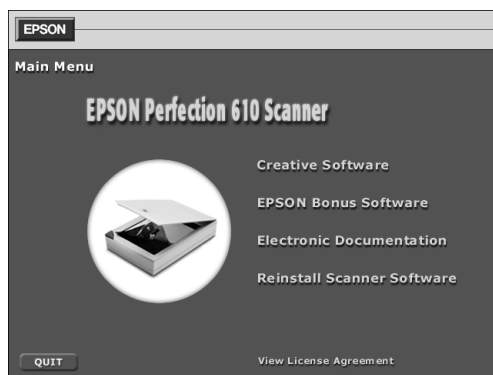 EPSON
Main Menu
EPSON Perfection 610 Scanner
Creative Software
EPSON Bonus Software
Electronic Documentation
Reinstall Scanner Software
QUIT
View License Agreement